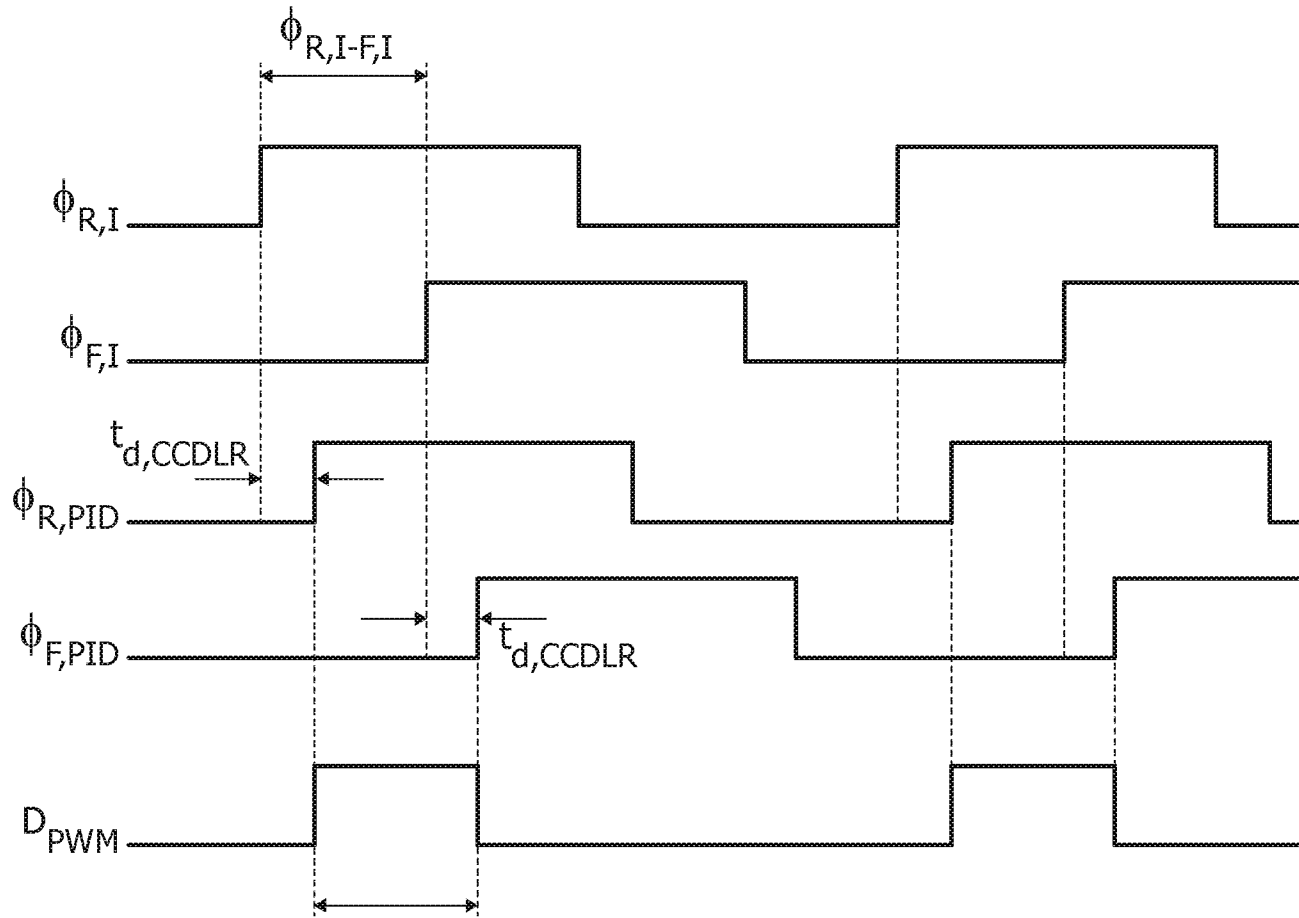 ϕR,I-F,I
ϕR,I
ϕF,I
td,CCDLR
ϕR,PID
ϕF,PID
td,CCDLR
DPWM